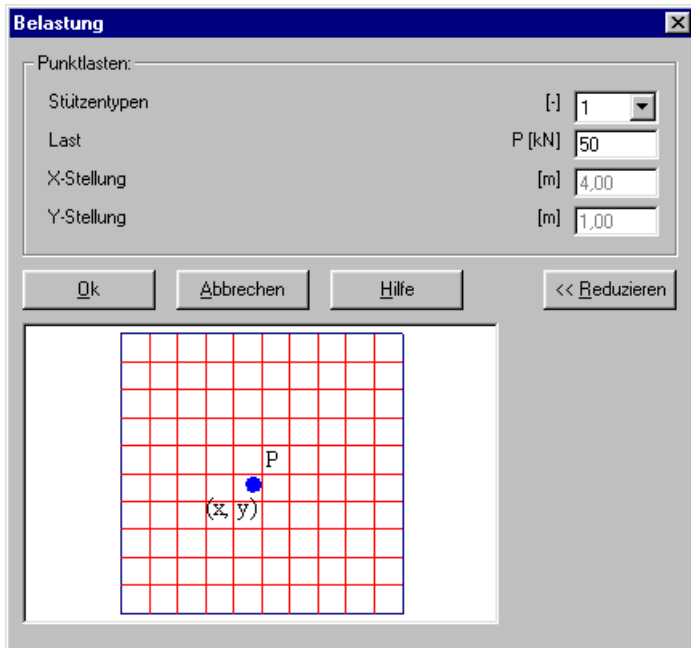 Belastung
Punktlasten:
Stützentypen [-] 1
Last P [kN] 50
X-Stellung [m] 4,00
Y-Stellung [m] 1,00
Ok Abbrechen Hilfe << Reduzieren
P
(x, y)